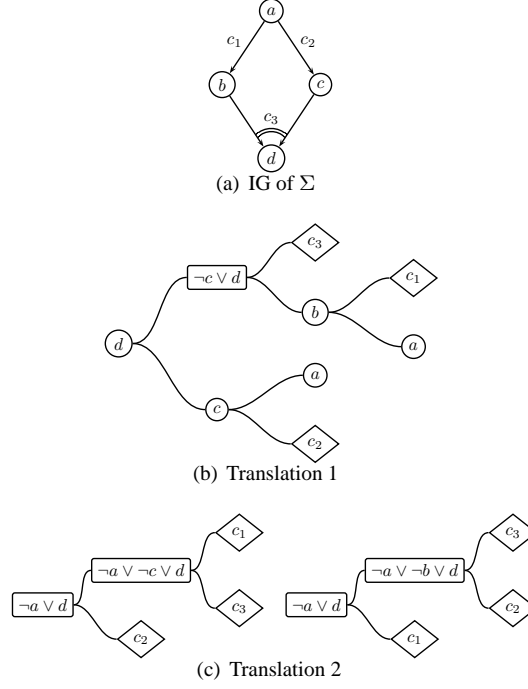 a
c₁ c₂
b c
c₃
d
(a) IG of Σ
c₃
¬c ∨ d c₁
b
d a
a
c
c₂
(b) Translation 1
c₁ c₃
¬a ∨ ¬c ∨ d ¬a ∨ ¬b ∨ d
¬a ∨ d c₃ ¬a ∨ d c₂
c₂ c₁
(c) Translation 2